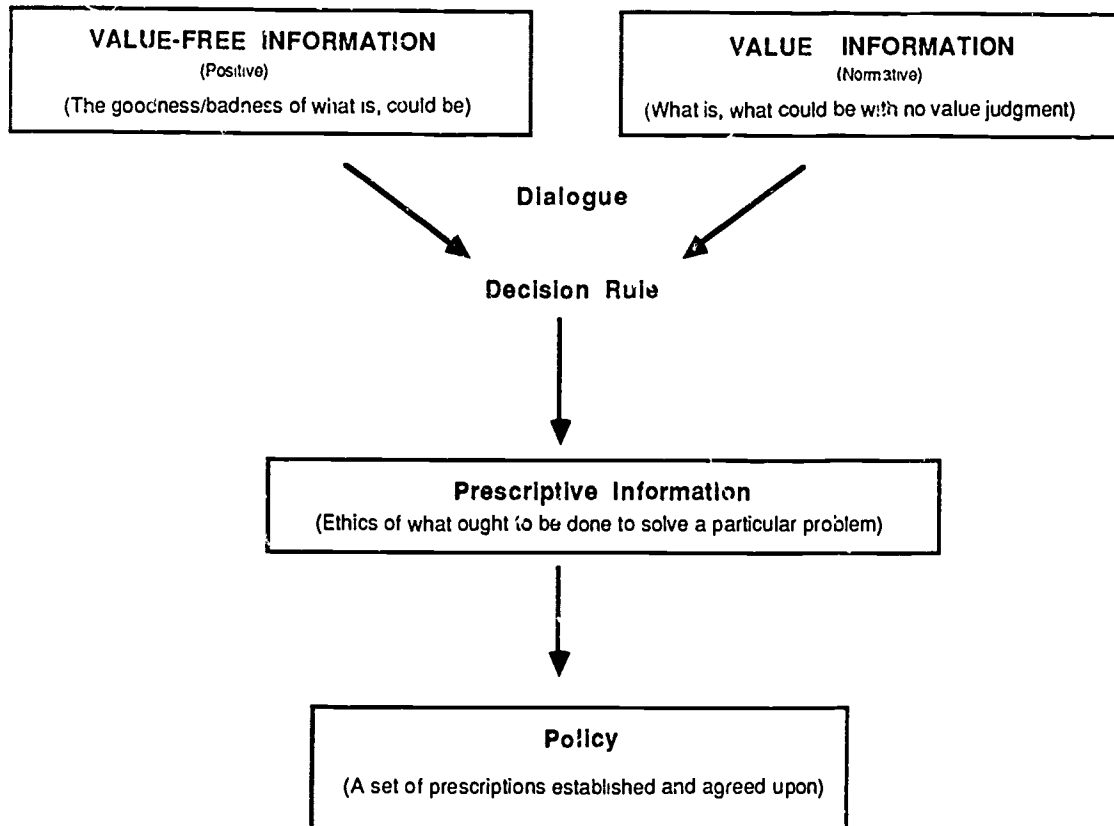 VALUE-FREE INFORMATION
(Positive)
(The goodness/badness of what is, could be)
VALUE INFORMATION
(Normative)
(What is, what could be with no value judgment)
Dialogue
Decision Rule
Prescriptive Information
(Ethics of what ought to be done to solve a particular problem)
Policy
(A set of prescriptions established and agreed upon)